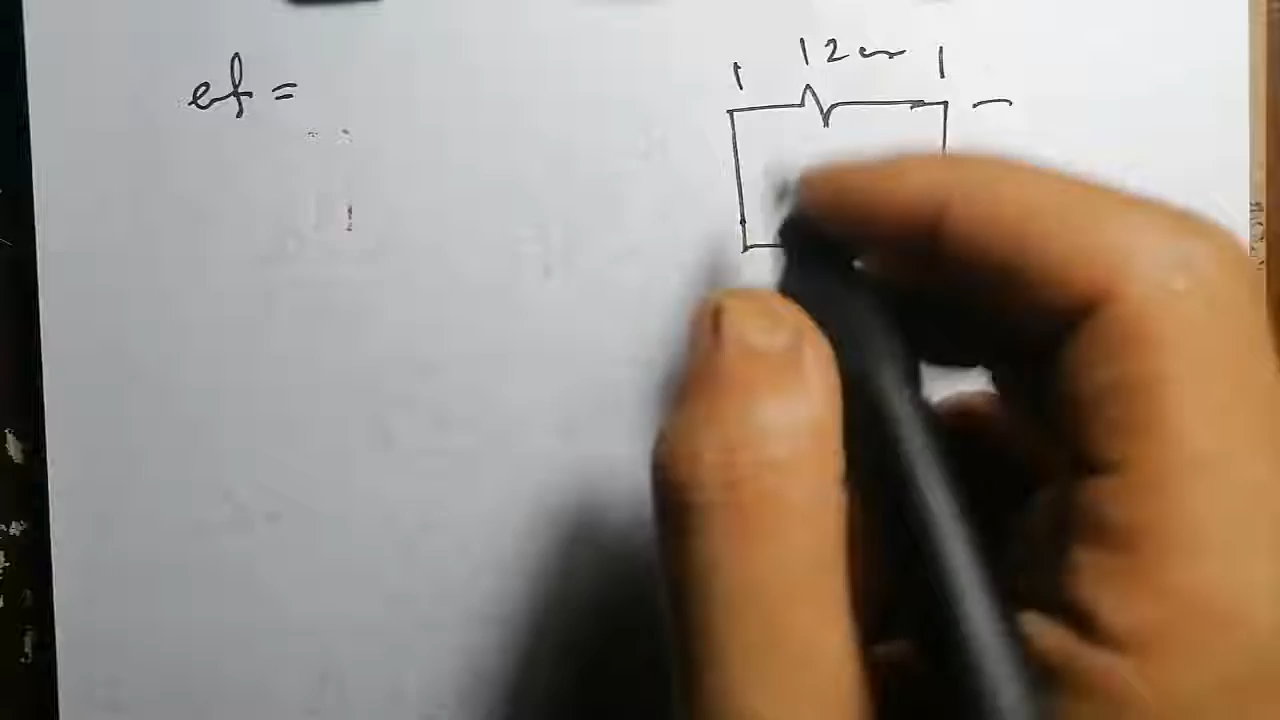 ef =
12cm